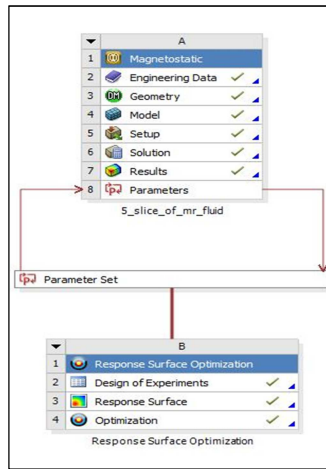 A
1 Magnetostatic
2 Engineering Data
3 Geometry
4 Model
5 Setup
6 Solution
7 Results
8 Parameters
5_slice_of_mr_fluid
Parameter Set
B
1 Response Surface Optimization
2 Design of Experiments
3 Response Surface
4 Optimization
Response Surface Optimization